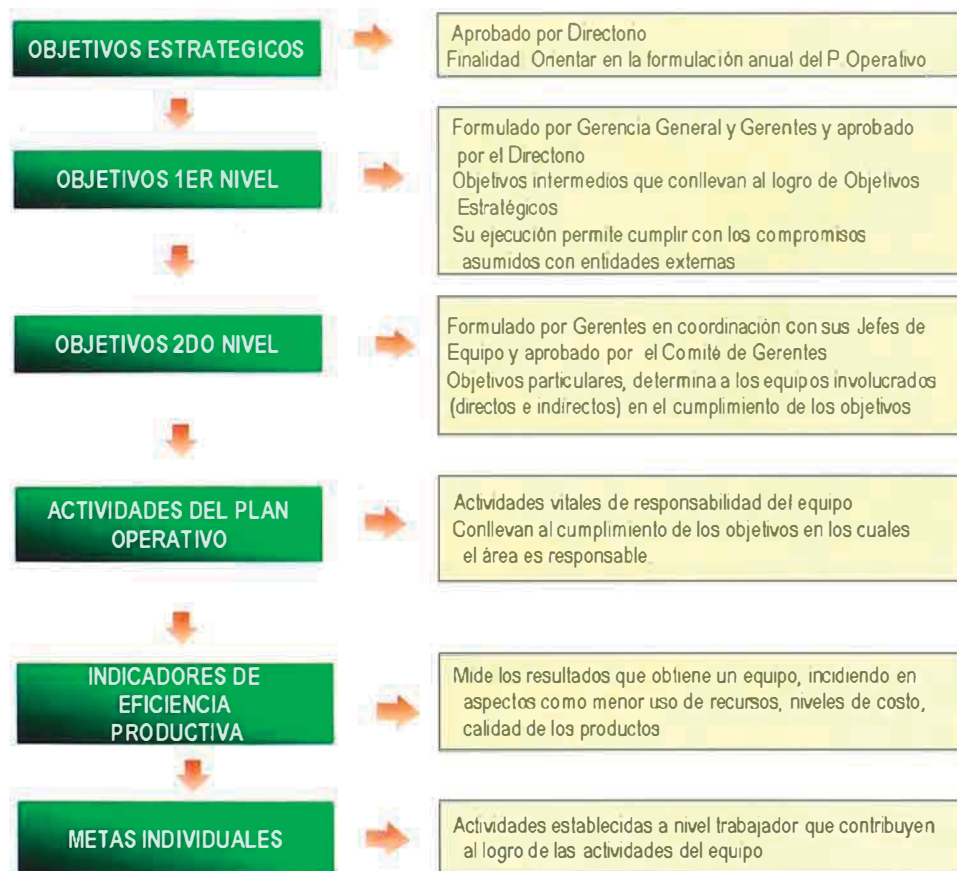 OBJETIVOS ESTRATEGICOS
Aprobado por Directorio
Finalidad Orientar en la formulación anual del P.Operativo
OBJETIVOS 1ER NIVEL
Formulado por Gerencia General y Gerentes y aprobado
por el Directorio
Objetivos intermedios que conllevan al logro de Objetivos
Estratégicos
Su ejecución permite cumplir con los compromisos
asumidos con entidades externas
OBJETIVOS 2DO NIVEL
Formulado por Gerentes en coordinación con sus Jefes de
Equipo y aprobado por el Comité de Gerentes
Objetivos particulares, determina a los equipos involucrados
(directos e indirectos) en el cumplimiento de los objetivos
ACTIVIDADES DEL PLAN
OPERATIVO
Actividades vitales de responsabilidad del equipo
Conllevan al cumplimiento de los objetivos en los cuales
el área es responsable
INDICADORES DE
EFICIENCIA
PRODUCTIVA
Mide los resultados que obtiene un equipo, incidiendo en
aspectos como menor uso de recursos, niveles de costo,
calidad de los productos
METAS INDIVIDUALES
Actividades establecidas a nivel trabajador que contribuyen
al logro de las actividades del equipo